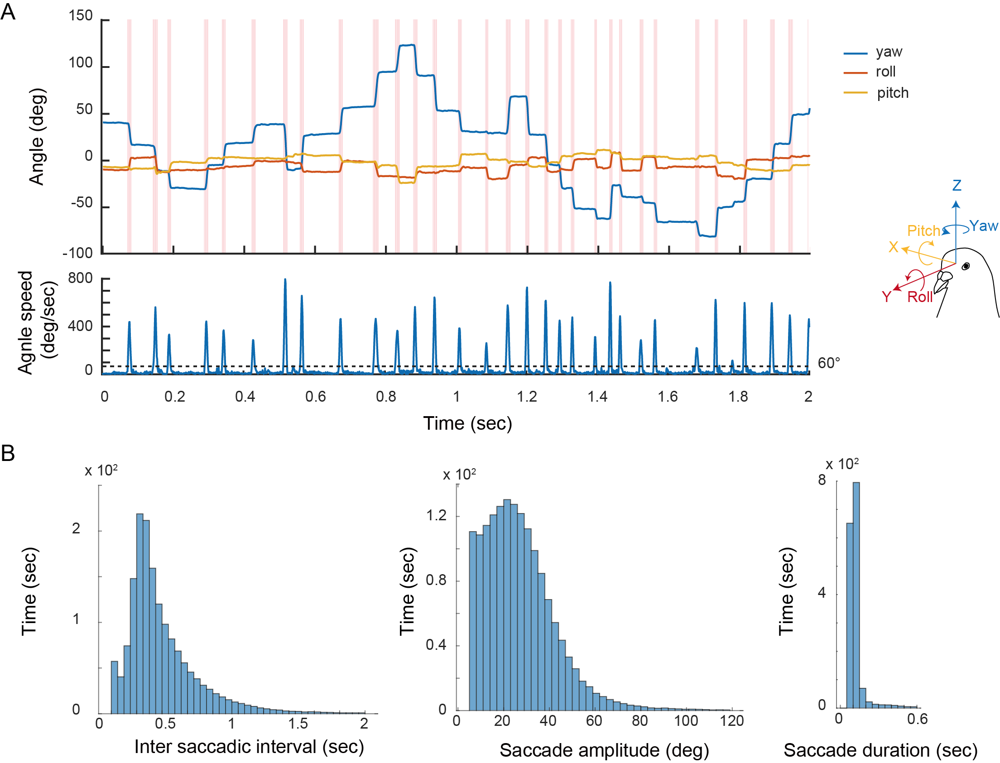 A
150
100
50
0
-50
-100
Angle (deg)
yaw
roll
pitch
Z
Pitch
Yaw
X
Y
Roll
800
400
0
Agnle speed
(deg/sec)
60°
0 0.2 0.4 0.6 0.8 1 1.2 1.4 1.6 1.8 2
Time (sec)
B
x 10²
2
1
0
Time (sec)
0 0.5 1 1.5 2
Inter saccadic interval (sec)
x 10²
1.2
0.8
0.4
0
Time (sec)
0 20 40 60 80 100 120
Saccade amplitude (deg)
x 10²
8
4
0
Time (sec)
0 0.6
Saccade duration (sec)